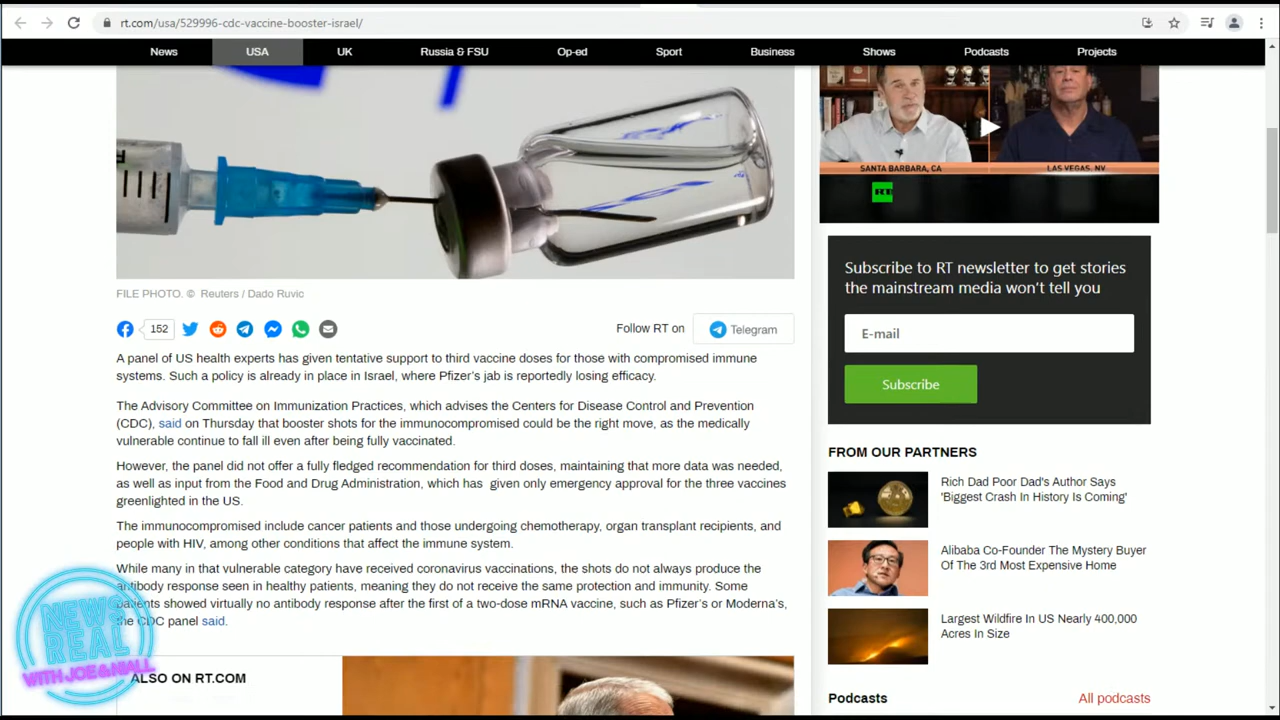 rt.com/usa/529996-cdc-vaccine-booster-israel/
News USA UK Russia & FSU Op-ed Sport Business Shows Podcasts Projects
SANTA BARBARA, CA LAS VEGAS, NV
RT
FILE PHOTO. © Reuters / Dado Ruvic
152
Follow RT on Telegram
A panel of US health experts has given tentative support to third vaccine doses for those with compromised immune
systems. Such a policy is already in place in Israel, where Pfizer's jab is reportedly losing efficacy.
The Advisory Committee on Immunization Practices, which advises the Centers for Disease Control and Prevention
(CDC), said on Thursday that booster shots for the immunocompromised could be the right move, as the medically
vulnerable continue to fall ill even after being fully vaccinated.
However, the panel did not offer a fully fledged recommendation for third doses, maintaining that more data was needed,
as well as input from the Food and Drug Administration, which has given only emergency approval for the three vaccines
greenlighted in the US.
The immunocompromised include cancer patients and those undergoing chemotherapy, organ transplant recipients, and
people with HIV, among other conditions that affect the immune system.
While many in that vulnerable category have received coronavirus vaccinations, the shots do not always produce the
antibody response seen in healthy patients, meaning they do not receive the same protection and immunity. Some
patients showed virtually no antibody response after the first of a two-dose mRNA vaccine, such as Pfizer's or Moderna's,
the CDC panel said.
ALSO ON RT.COM
NEWS
REAL
WITH JOE & NIALL
Subscribe to RT newsletter to get stories
the mainstream media won't tell you
E-mail
Subscribe
FROM OUR PARTNERS
Rich Dad Poor Dad's Author Says
'Biggest Crash In History Is Coming'
Alibaba Co-Founder The Mystery Buyer
Of The 3rd Most Expensive Home
Largest Wildfire In US Nearly 400,000
Acres In Size
Podcasts All podcasts